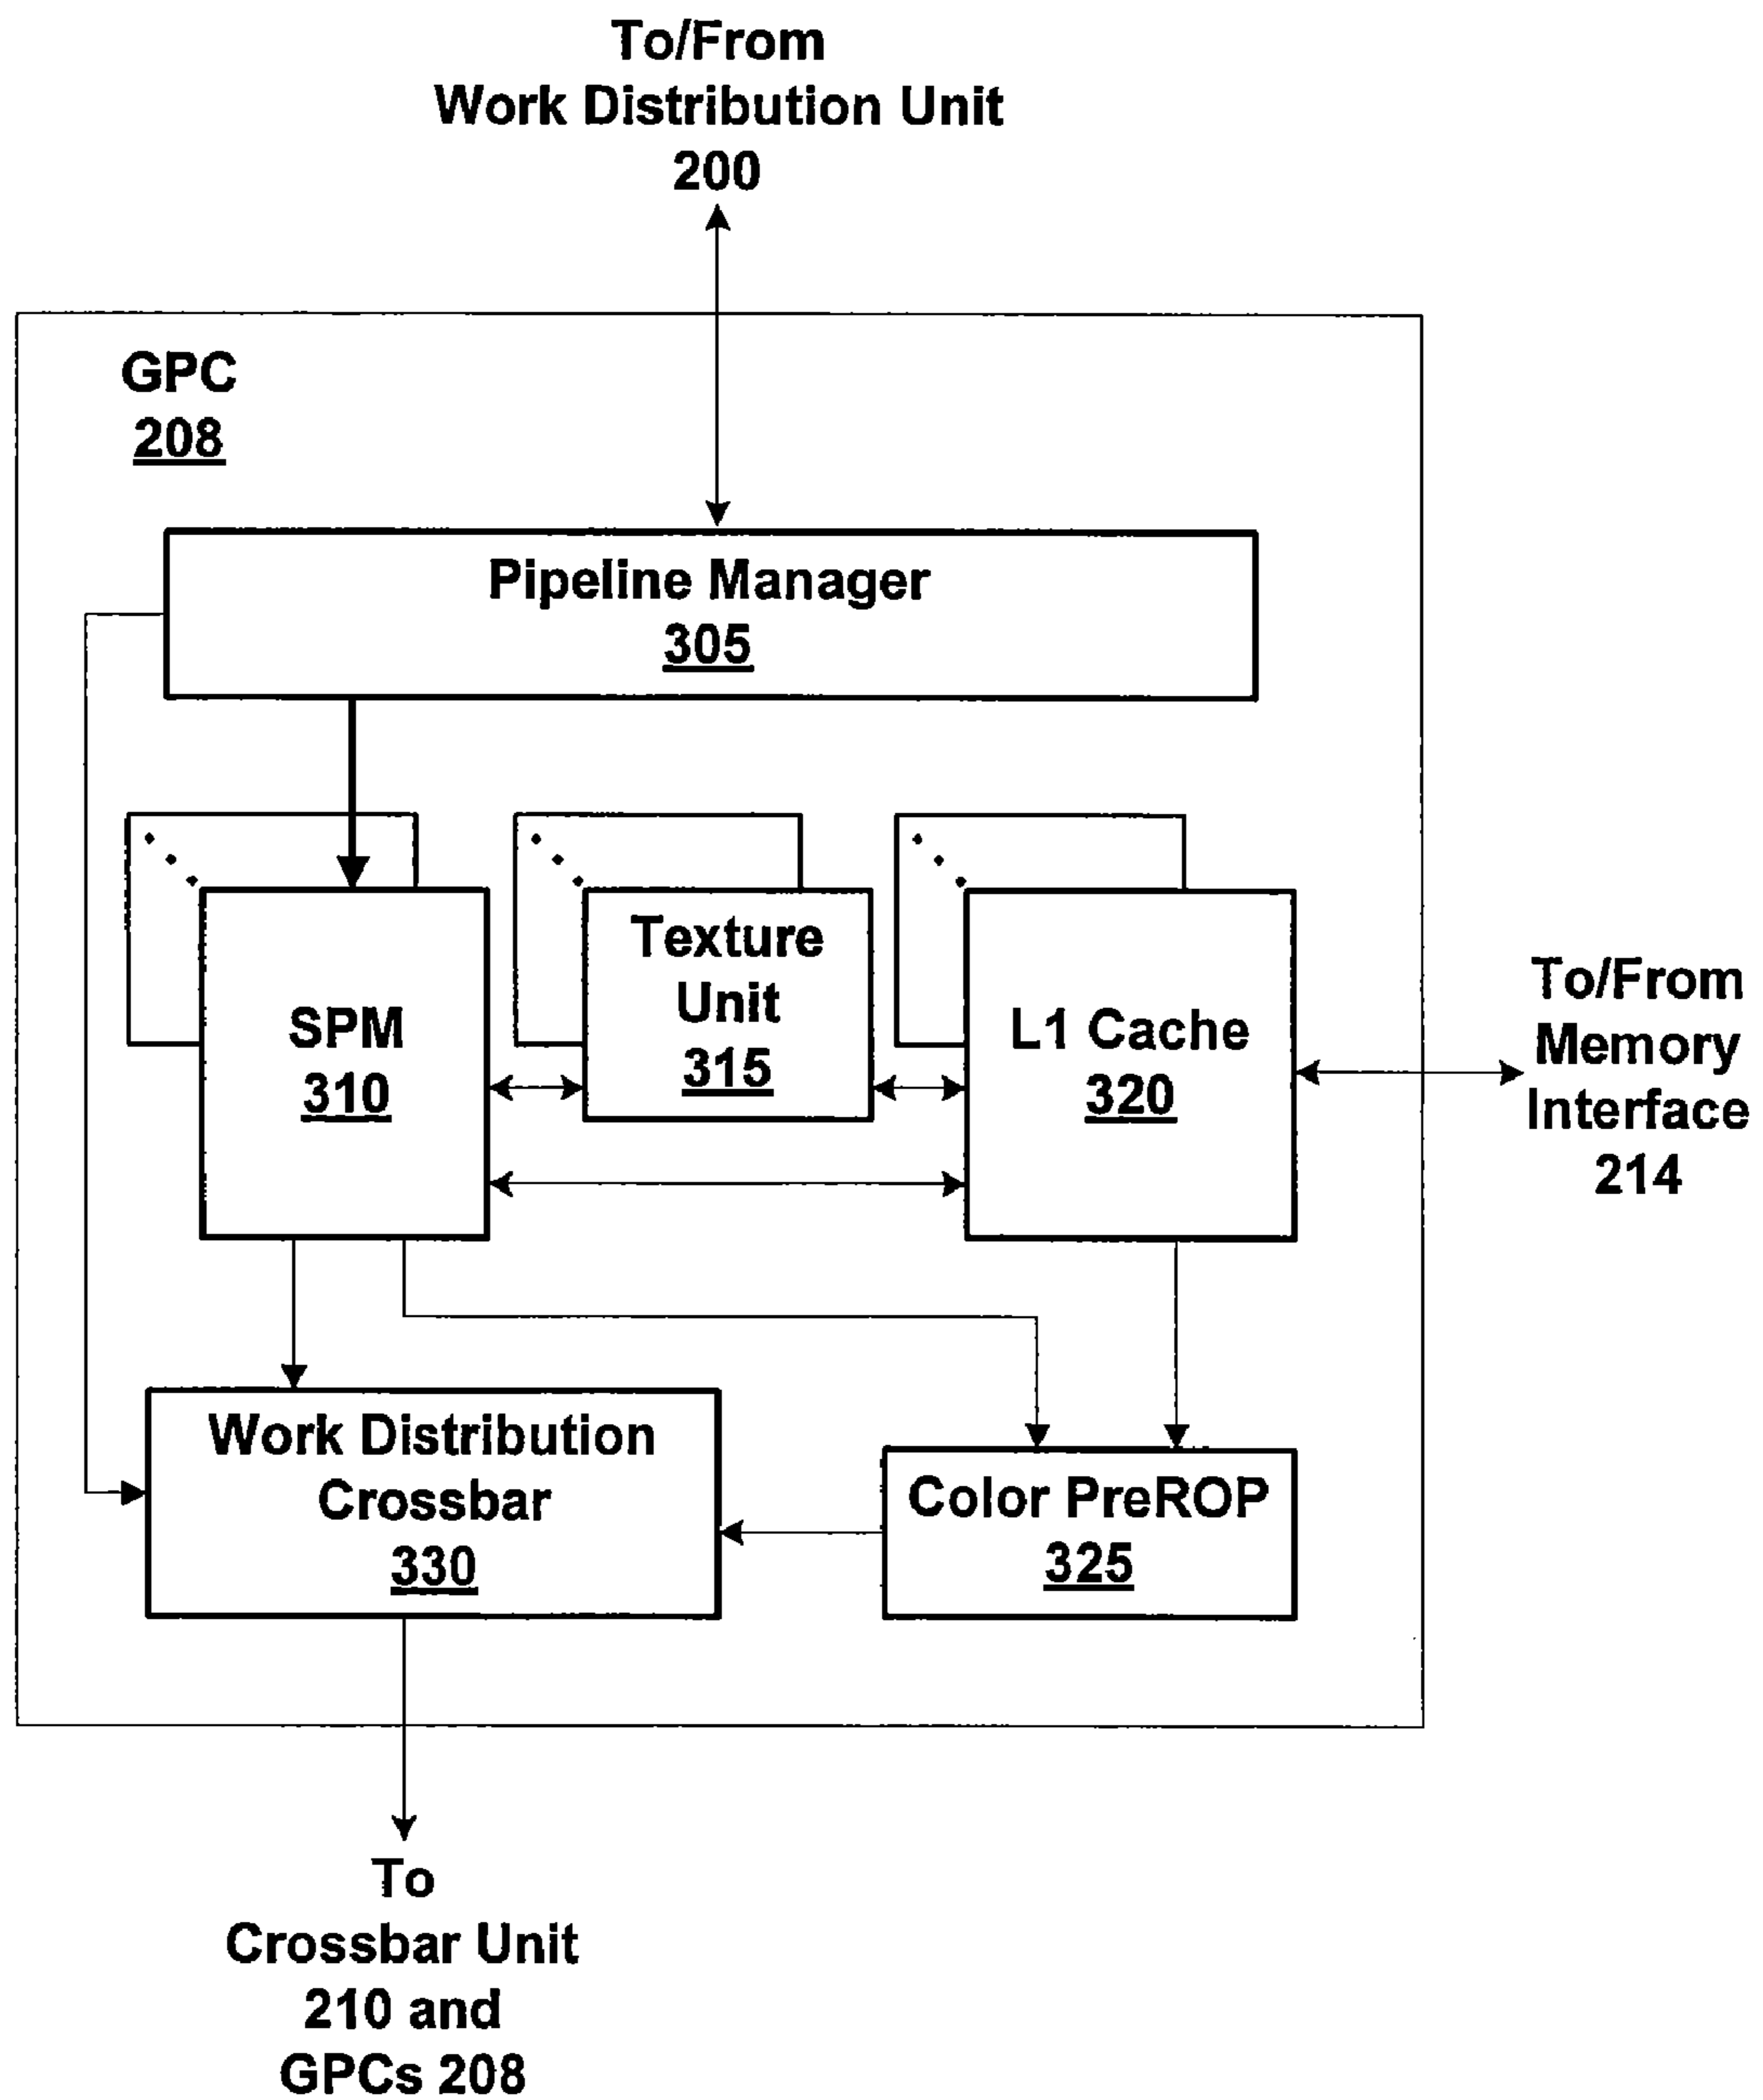 To/From
Work Distribution Unit
200
GPC
208
Pipeline Manager
305
SPM
310
Texture
Unit
315
L1 Cache
320
To/From
Memory
Interface
214
Work Distribution
Crossbar
330
Color PreROP
325
To
Crossbar Unit
210 and
GPCs 208